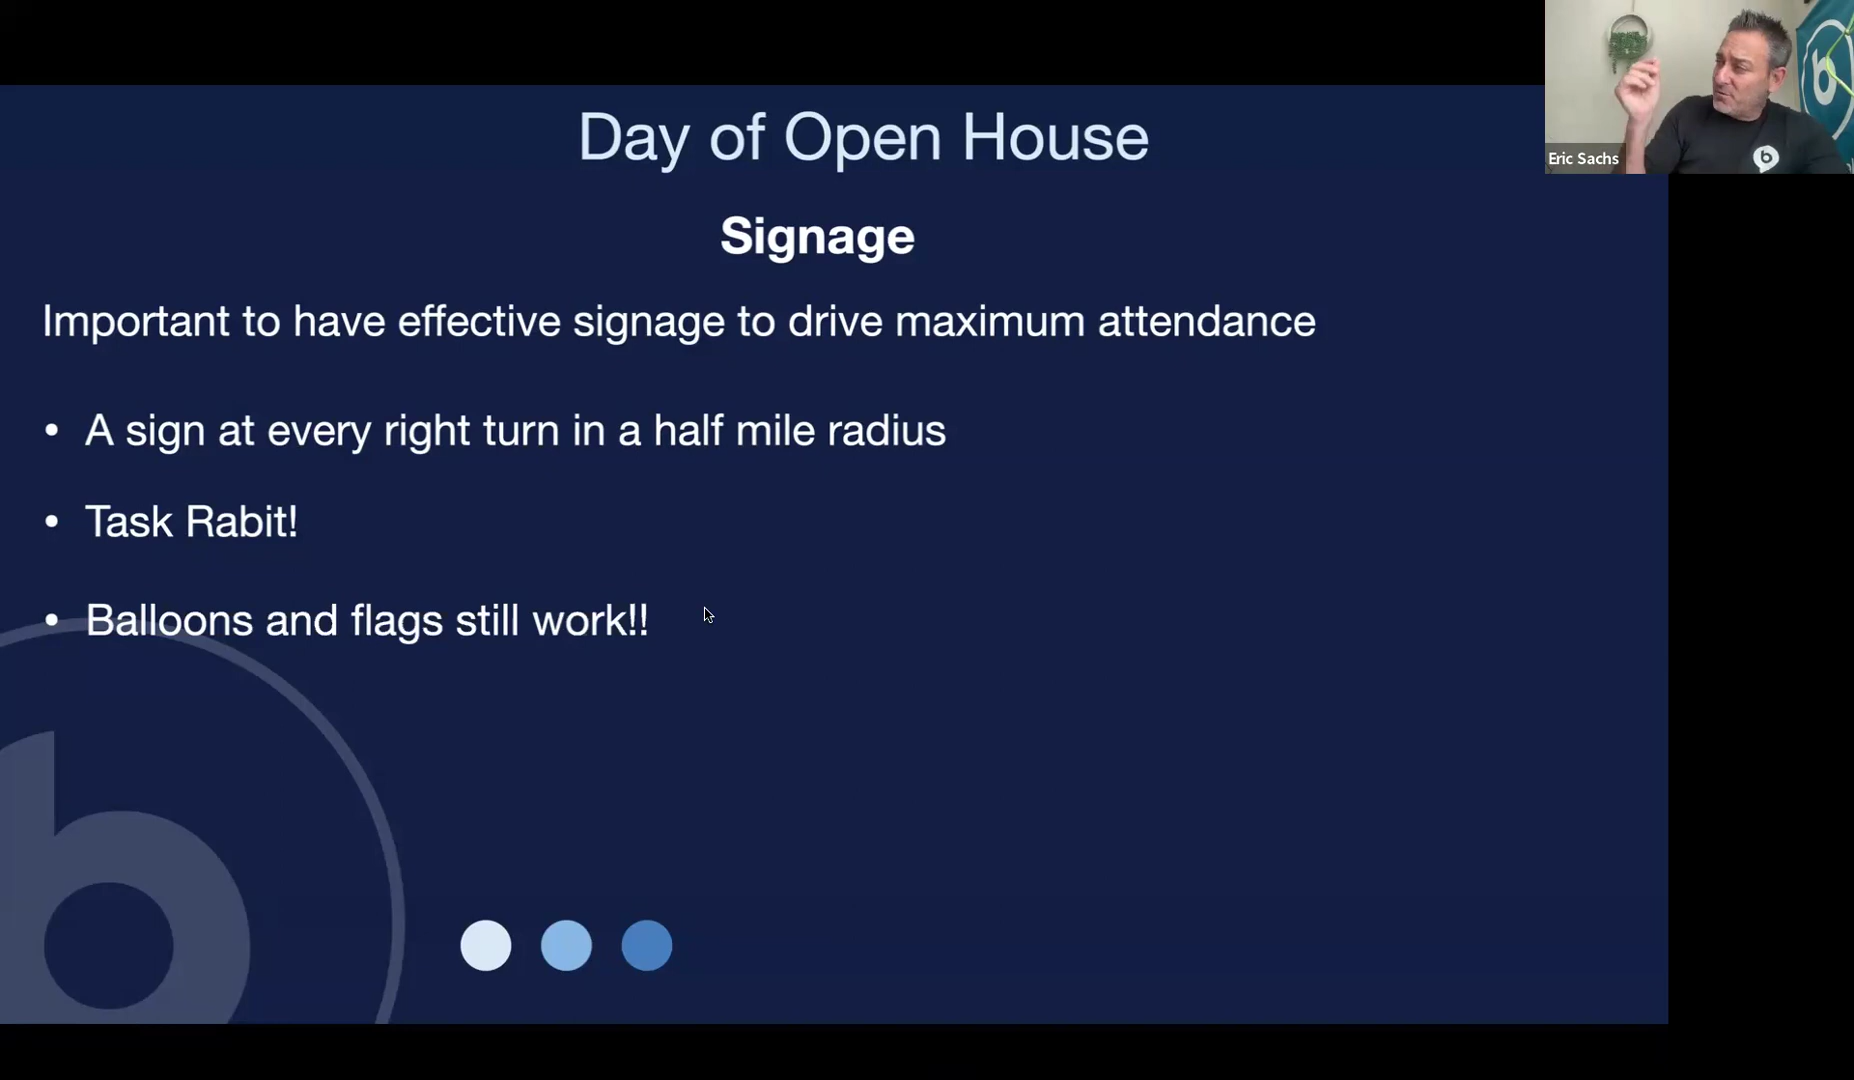 Day of Open House
Eric Sachs
Signage
Important to have effective signage to drive maximum attendance
• A sign at every right turn in a half mile radius
• Task Rabit!
• Balloons and flags still work!!
b
b
b